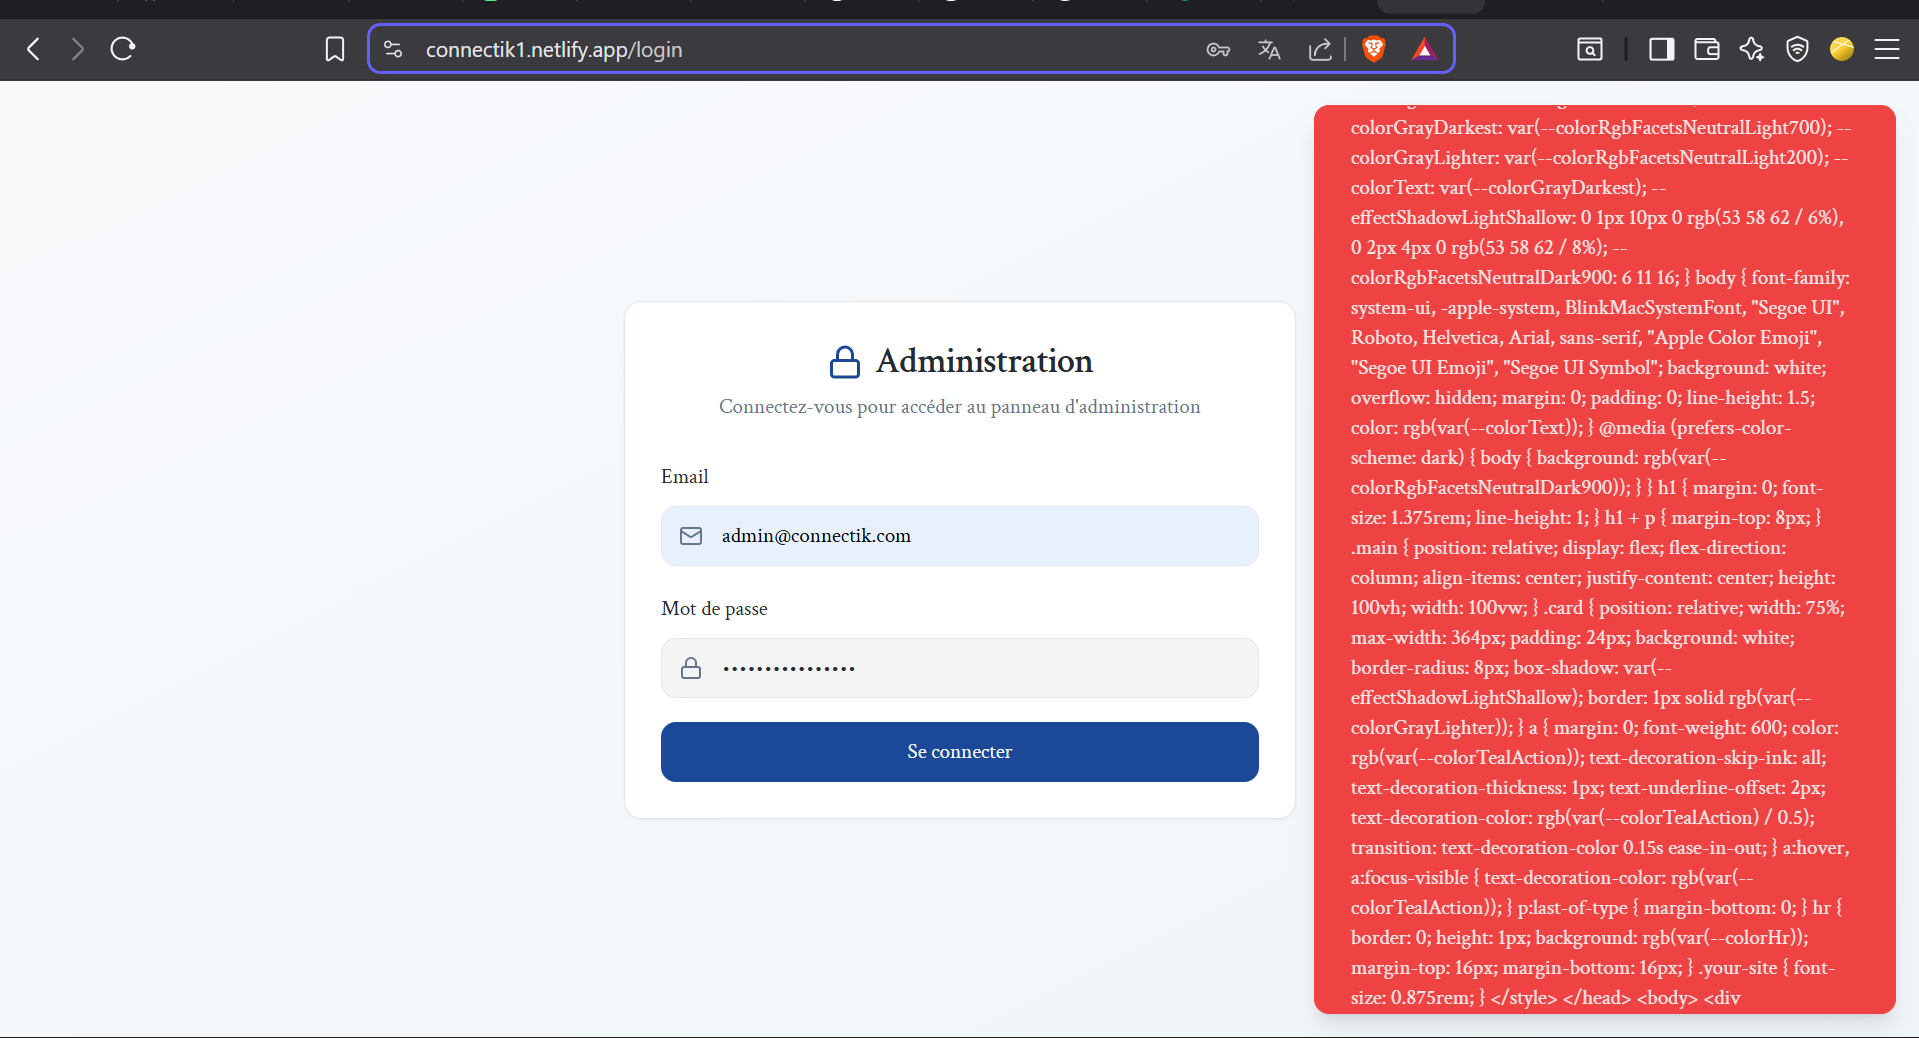 connectik1.netlify.app/login
Administration
Connectez-vous pour accéder au panneau d'administration
Email
admin@connectik.com
Mot de passe
Se connecter
colorGrayDarkest: var(--colorRgbFacetsNeutralLight700); --
colorGrayLighter: var(--colorRgbFacetsNeutralLight200); --
colorText: var(--colorGrayDarkest); --
effectShadowLightShallow: 0 1px 10px 0 rgb(53 58 62 / 6%),
0 2px 4px 0 rgb(53 58 62 / 8%); --
colorRgbFacetsNeutralDark900: 6 11 16; } body { font-family:
system-ui, -apple-system, BlinkMacSystemFont, "Segoe UI",
Roboto, Helvetica, Arial, sans-serif, "Apple Color Emoji",
"Segoe UI Emoji", "Segoe UI Symbol"; background: white;
overflow: hidden; margin: 0; padding: 0; line-height: 1.5;
color: rgb(var(--colorText)); } @media (prefers-color-
scheme: dark) { body { background: rgb(var(--
colorRgbFacetsNeutralDark900)); } } h1 { margin: 0; font-
size: 1.375rem; line-height: 1; } h1 + p { margin-top: 8px; }
.main { position: relative; display: flex; flex-direction:
column; align-items: center; justify-content: center; height:
100vh; width: 100vw; } .card { position: relative; width: 75%;
max-width: 364px; padding: 24px; background: white;
border-radius: 8px; box-shadow: var(--
effectShadowLightShallow); border: 1px solid rgb(var(--
colorGrayLighter)); } a { margin: 0; font-weight: 600; color:
rgb(var(--colorTealAction)); text-decoration-skip-ink: all;
text-decoration-thickness: 1px; text-underline-offset: 2px;
text-decoration-color: rgb(var(--colorTealAction) / 0.5);
transition: text-decoration-color 0.15s ease-in-out; } a:hover,
a:focus-visible { text-decoration-color: rgb(var(--
colorTealAction)); } p:last-of-type { margin-bottom: 0; } hr {
border: 0; height: 1px; background: rgb(var(--colorHr));
margin-top: 16px; margin-bottom: 16px; } .your-site { font-
size: 0.875rem; } </style> </head> <body> <div